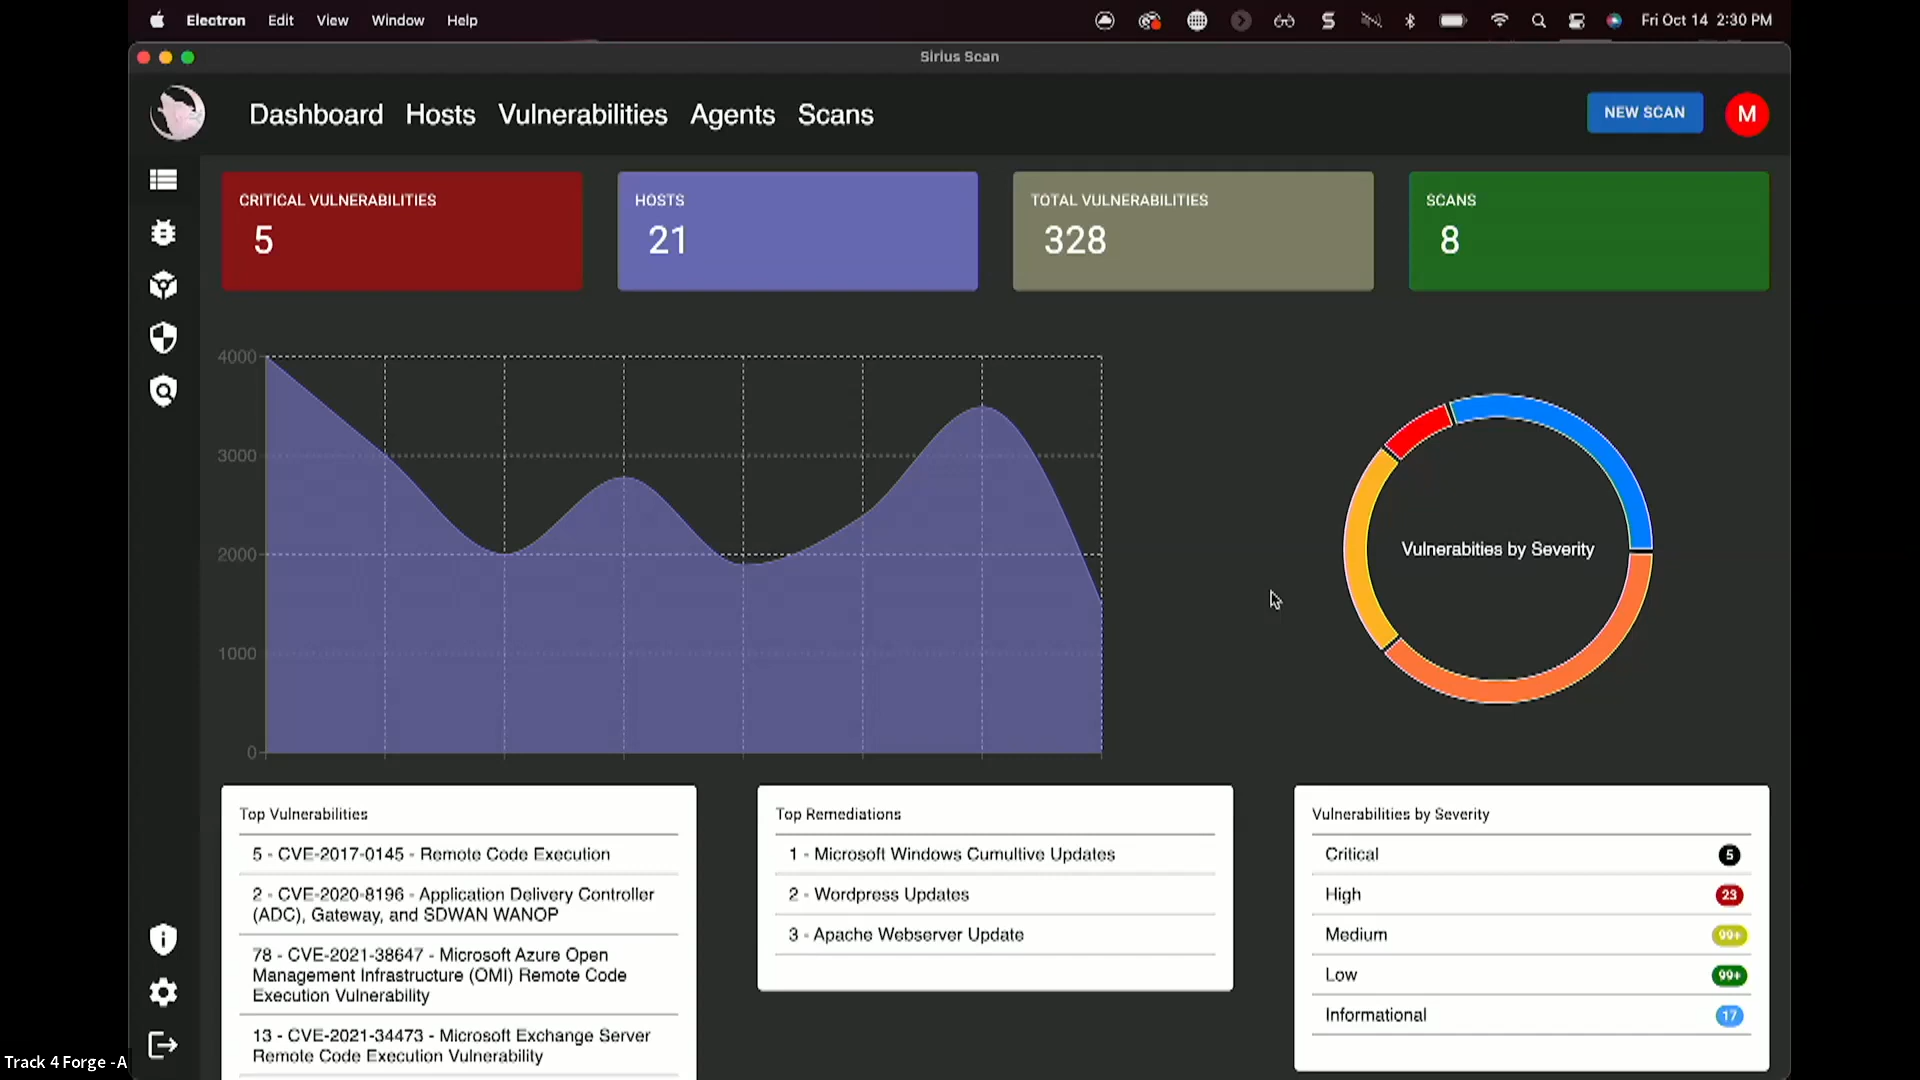 Electron Edit View Window Help
Fri Oct 14 2:30 PM
Sirius Scan
Dashboard Hosts Vulnerabilities Agents Scans
NEW SCAN
M
CRITICAL VULNERABILITIES
5
HOSTS
21
TOTAL VULNERABILITIES
328
SCANS
8
4000
3000
2000
1000
0
Vulnerabities by Severity
Top Vulnerabilities
5 - CVE-2017-0145 - Remote Code Execution
2 - CVE-2020-8196 - Application Delivery Controller
(ADC), Gateway, and SDWAN WANOP
78 - CVE-2021-38647 - Microsoft Azure Open
Management Infrastructure (OMI) Remote Code
Execution Vulnerability
13 - CVE-2021-34473 - Microsoft Exchange Server
Remote Code Execution Vulnerability
Top Remediations
1 - Microsoft Windows Cumultive Updates
2 - Wordpress Updates
3 - Apache Webserver Update
Vulnerabilities by Severity
Critical 5
High 23
Medium 99+
Low 99+
Informational 17
Track 4 Forge -A